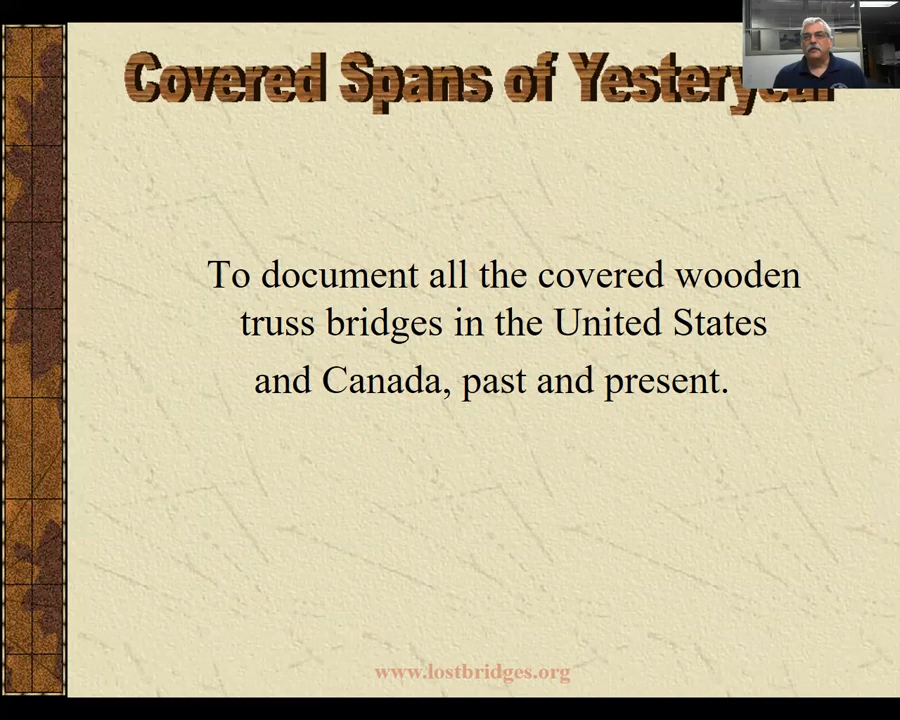 Covered Spans of Yesteryear
To document all the covered wooden
truss bridges in the United States
and Canada, past and present.
www.lostbridges.org